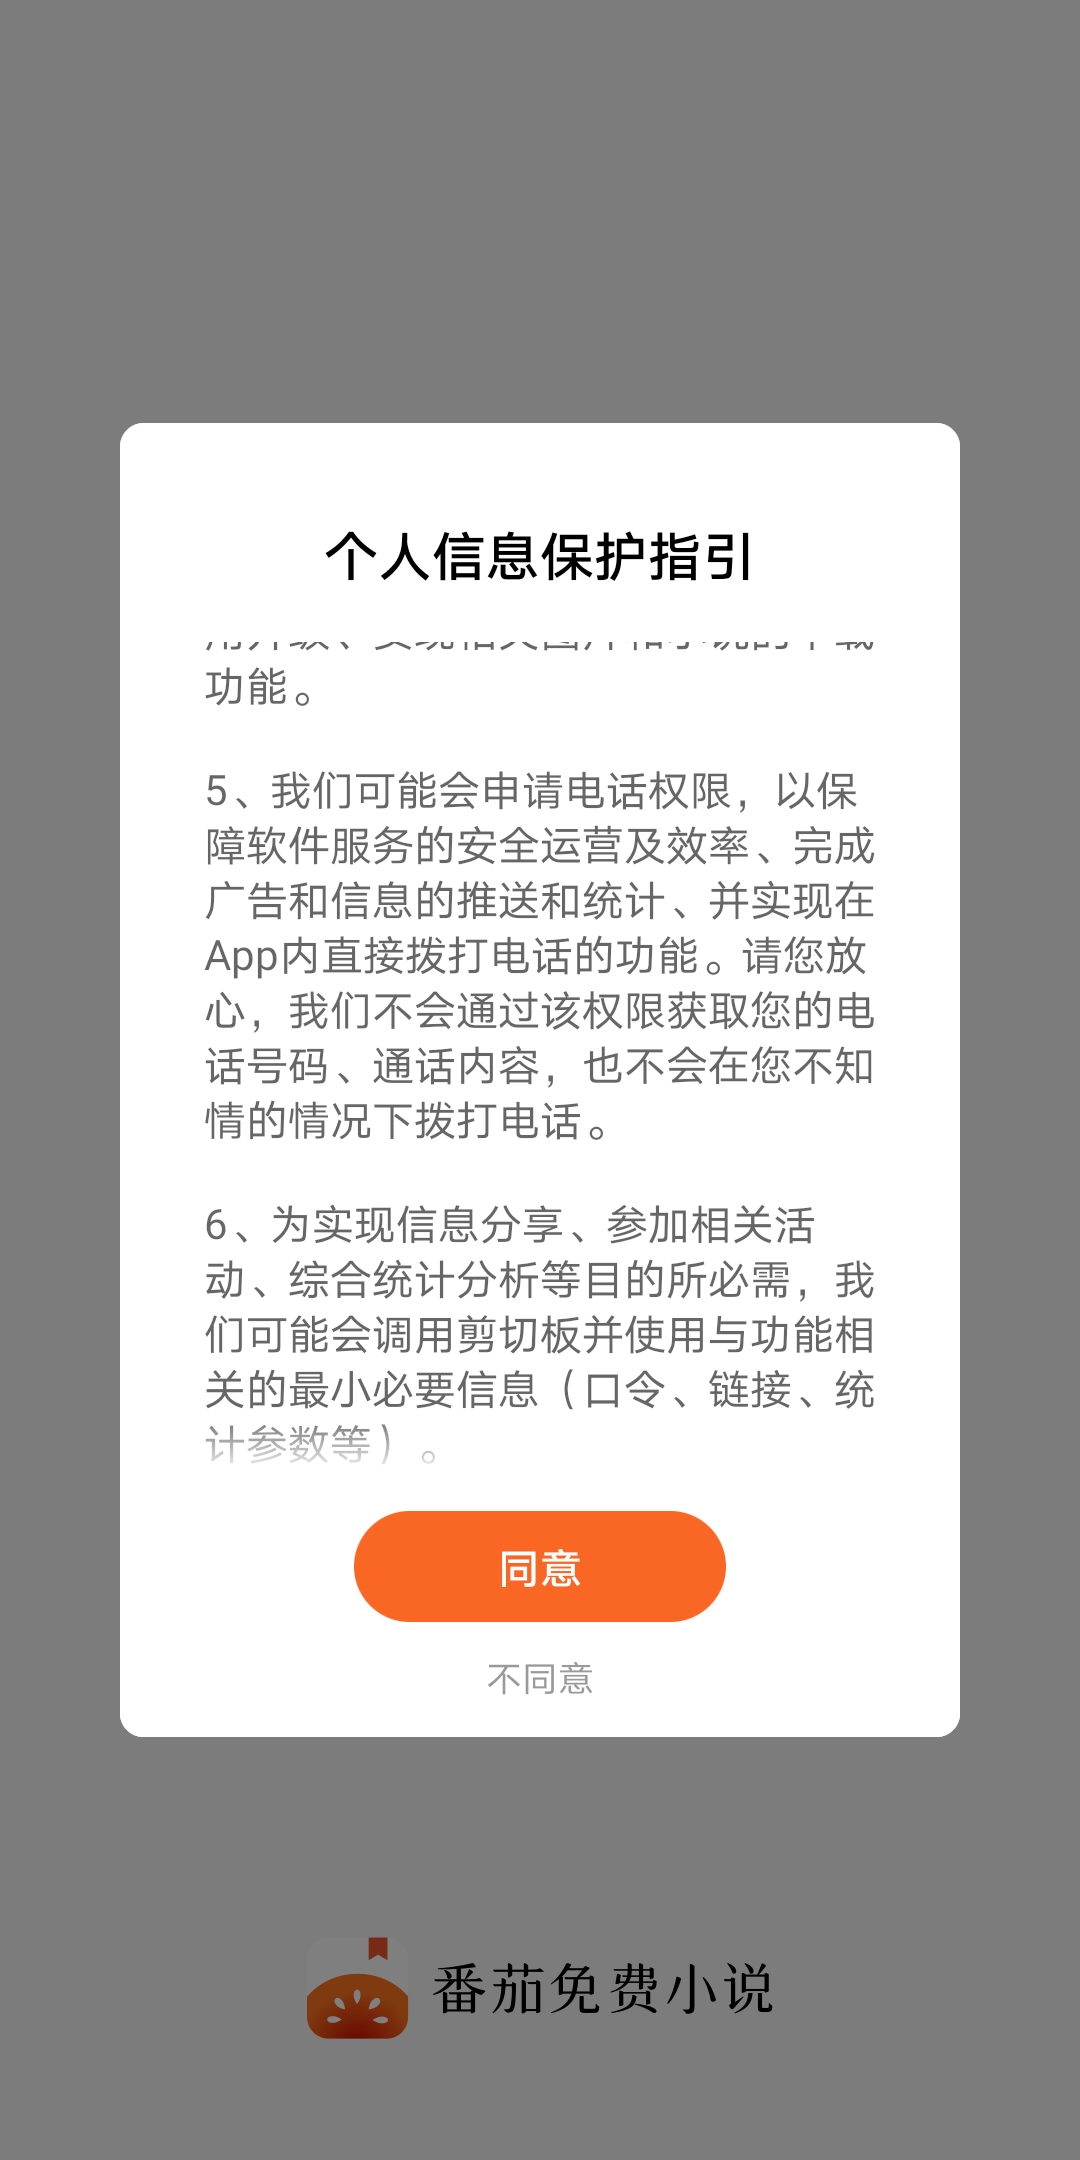 个人信息保护指引
功能。
5、我们可能会申请电话权限，以保
障软件服务的安全运营及效率、完成
广告和信息的推送和统计、并实现在
App内直接拨打电话的功能。请您放
心，我们不会通过该权限获取您的电
话号码、通话内容，也不会在您不知
情的情况下拨打电话。
6、为实现信息分享、参加相关活
动、综合统计分析等目的所必需，我
们可能会调用剪切板并使用与功能相
关的最小必要信息（口令、链接、统
计参数等）。
同意
不同意
番茄免费小说